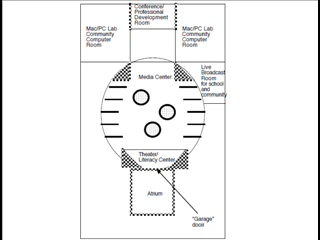 Conference/
Professional
Development
Room
Mac/PC Lab
Community
Computer
Room
Mac/PC Lab
Community
Computer
Room
Media Center
Live
Broadcast
Room
for school
and
community
Theater/
Literacy Center
Atrium
"Garage"
door